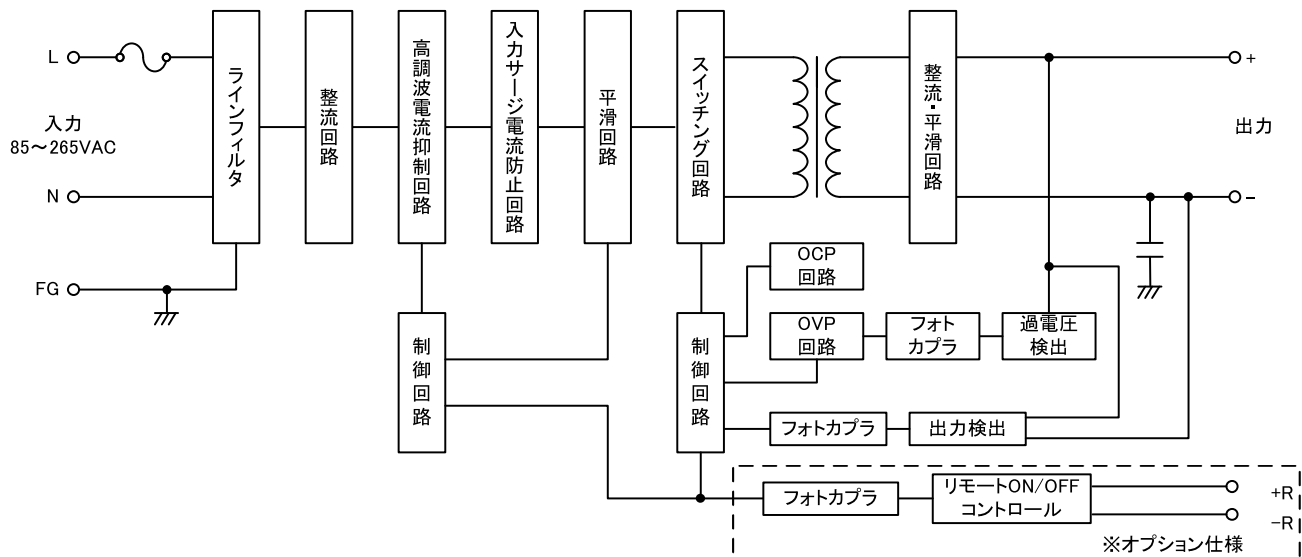 L
入力
85～265VAC
N
FG
ラインフィルタ
整流回路
高調波電流抑制回路
入力サージ電流防止回路
平滑回路
スイッチング回路
整流・平滑回路
+
出力
-
制御回路
制御回路
OCP
回路
OVP
回路
フォト
カプラ
過電圧
検出
フォトカプラ
出力検出
フォトカプラ
リモートON/OFF
コントロール
+R
-R
※オプション仕様